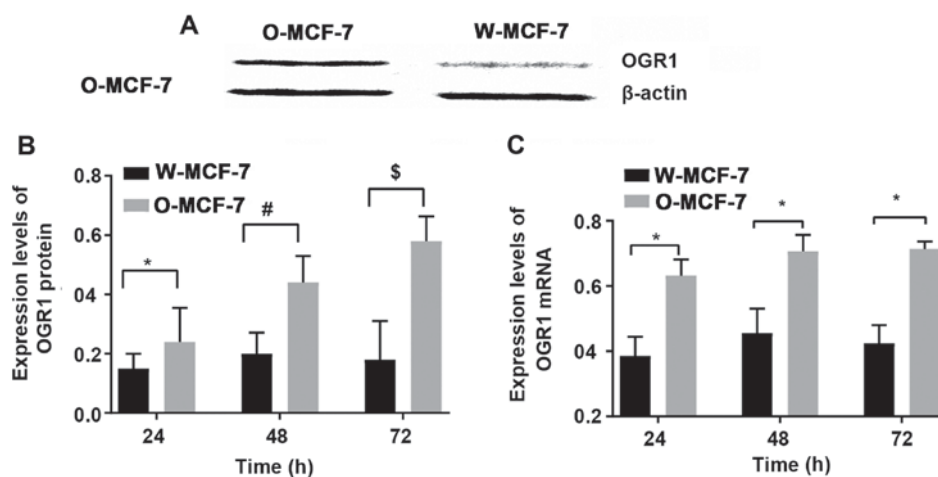 A
O-MCF-7 W-MCF-7
OGR1
O-MCF-7
β-actin
B
W-MCF-7
O-MCF-7
Expression levels of
OGR1 protein
0.8
0.6
0.4
0.2
0.0
* # $
24 48 72
Time (h)
C
W-MCF-7
O-MCF-7
Expression levels of
OGR1 mRNA
0.8
0.6
0.4
0.2
* * *
24 48 72
Time (h)